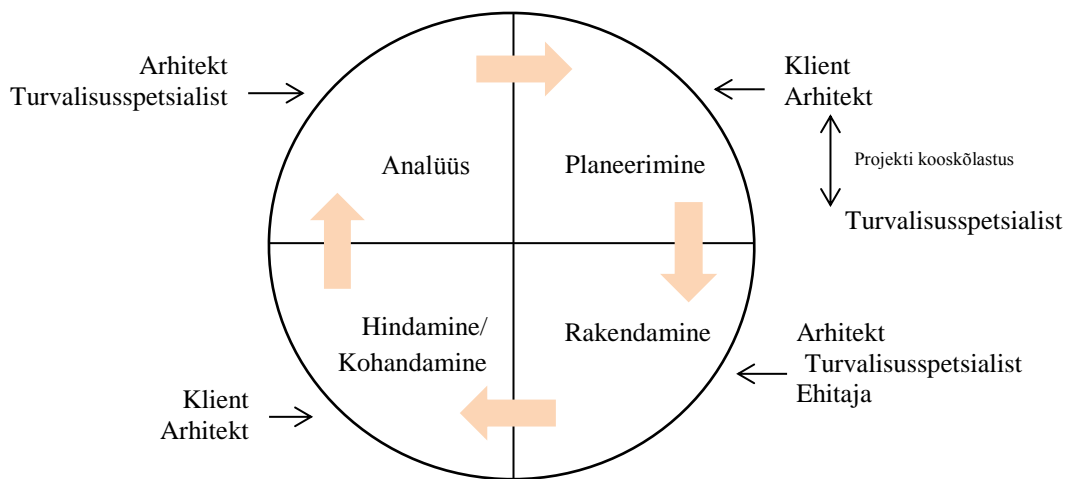 Arhitekt
Turvalisusspetsialist
Klient
Arhitekt
Projekti kooskõlastus
Turvalisusspetsialist
Analüüs
Planeerimine
Hindamine/
Kohandamine
Rakendamine
Arhitekt
Turvalisusspetsialist
Ehitaja
Klient
Arhitekt